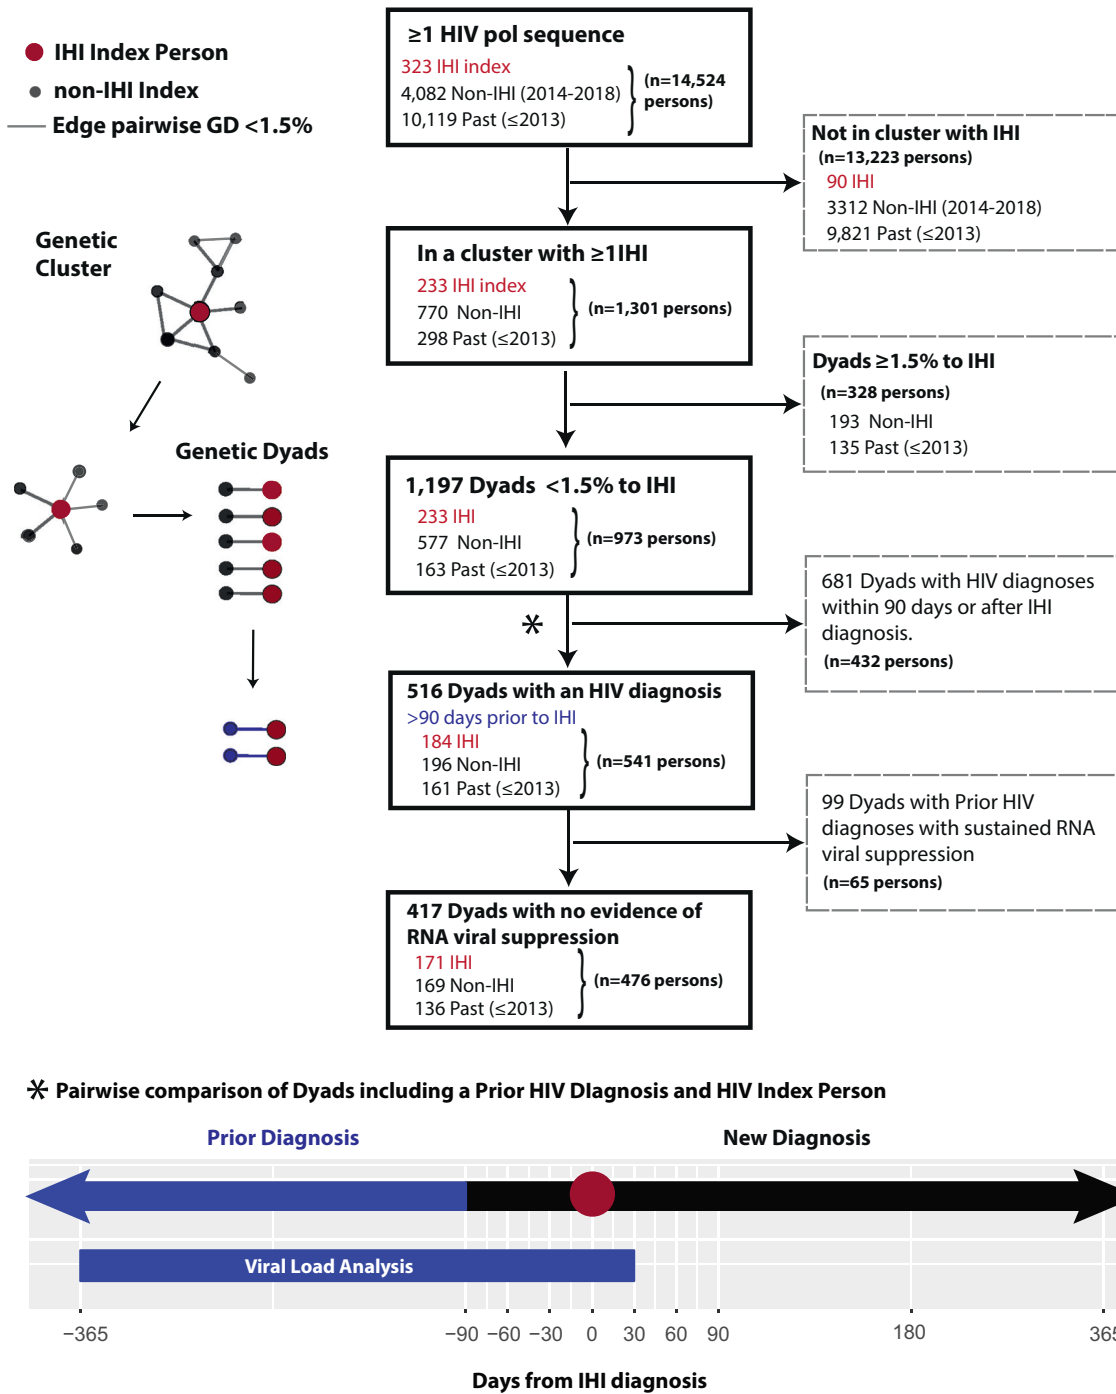 IHI Index Person
non-IHI Index
Edge pairwise GD <1.5%
≥1 HIV pol sequence
323 IHI index
4,082 Non-IHI (2014-2018)
10,119 Past (≤2013)
(n=14,524
persons)
Not in cluster with IHI
(n=13,223 persons)
90 IHI
3312 Non-IHI (2014-2018)
9,821 Past (≤2013)
Genetic
Cluster
In a cluster with ≥1IHI
233 IHI index
770 Non-IHI
298 Past (≤2013)
(n=1,301 persons)
Dyads ≥1.5% to IHI
(n=328 persons)
193 Non-IHI
135 Past (≤2013)
Genetic Dyads
1,197 Dyads <1.5% to IHI
233 IHI
577 Non-IHI
163 Past (≤2013)
(n=973 persons)
681 Dyads with HIV diagnoses
within 90 days or after IHI
diagnosis.
(n=432 persons)
*
516 Dyads with an HIV diagnosis
>90 days prior to IHI
184 IHI
196 Non-IHI
161 Past (≤2013)
(n=541 persons)
99 Dyads with Prior HIV
diagnoses with sustained RNA
viral suppression
(n=65 persons)
417 Dyads with no evidence of
RNA viral suppression
171 IHI
169 Non-IHI
136 Past (≤2013)
(n=476 persons)
* Pairwise comparison of Dyads including a Prior HIV DIagnosis and HIV Index Person
Prior Diagnosis
New Diagnosis
Viral Load Analysis
−365 −90 −60 −30 0 30 60 90 180 365
Days from IHI diagnosis